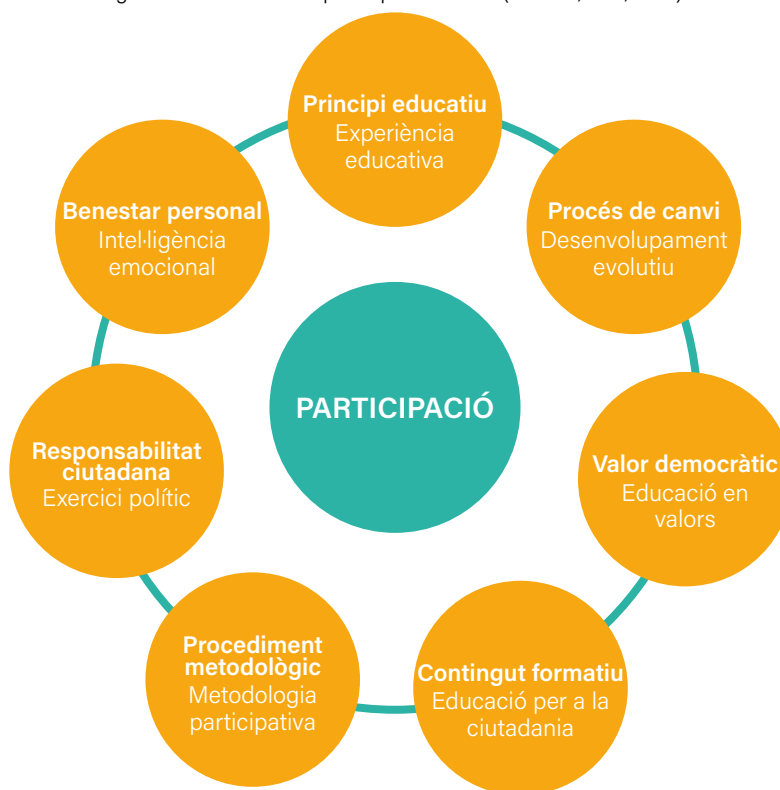 Principi educatiu
Experiència
educativa
Procés de canvi
Desenvolupament
evolutiu
Valor democràtic
Educació en
valors
Contingut formatiu
Educació per a la
ciutadania
Procediment
metodològic
Metodologia
participativa
Responsabilitat
ciutadana
Exercici polític
Benestar personal
Intel·ligència
emocional
PARTICIPACIÓ